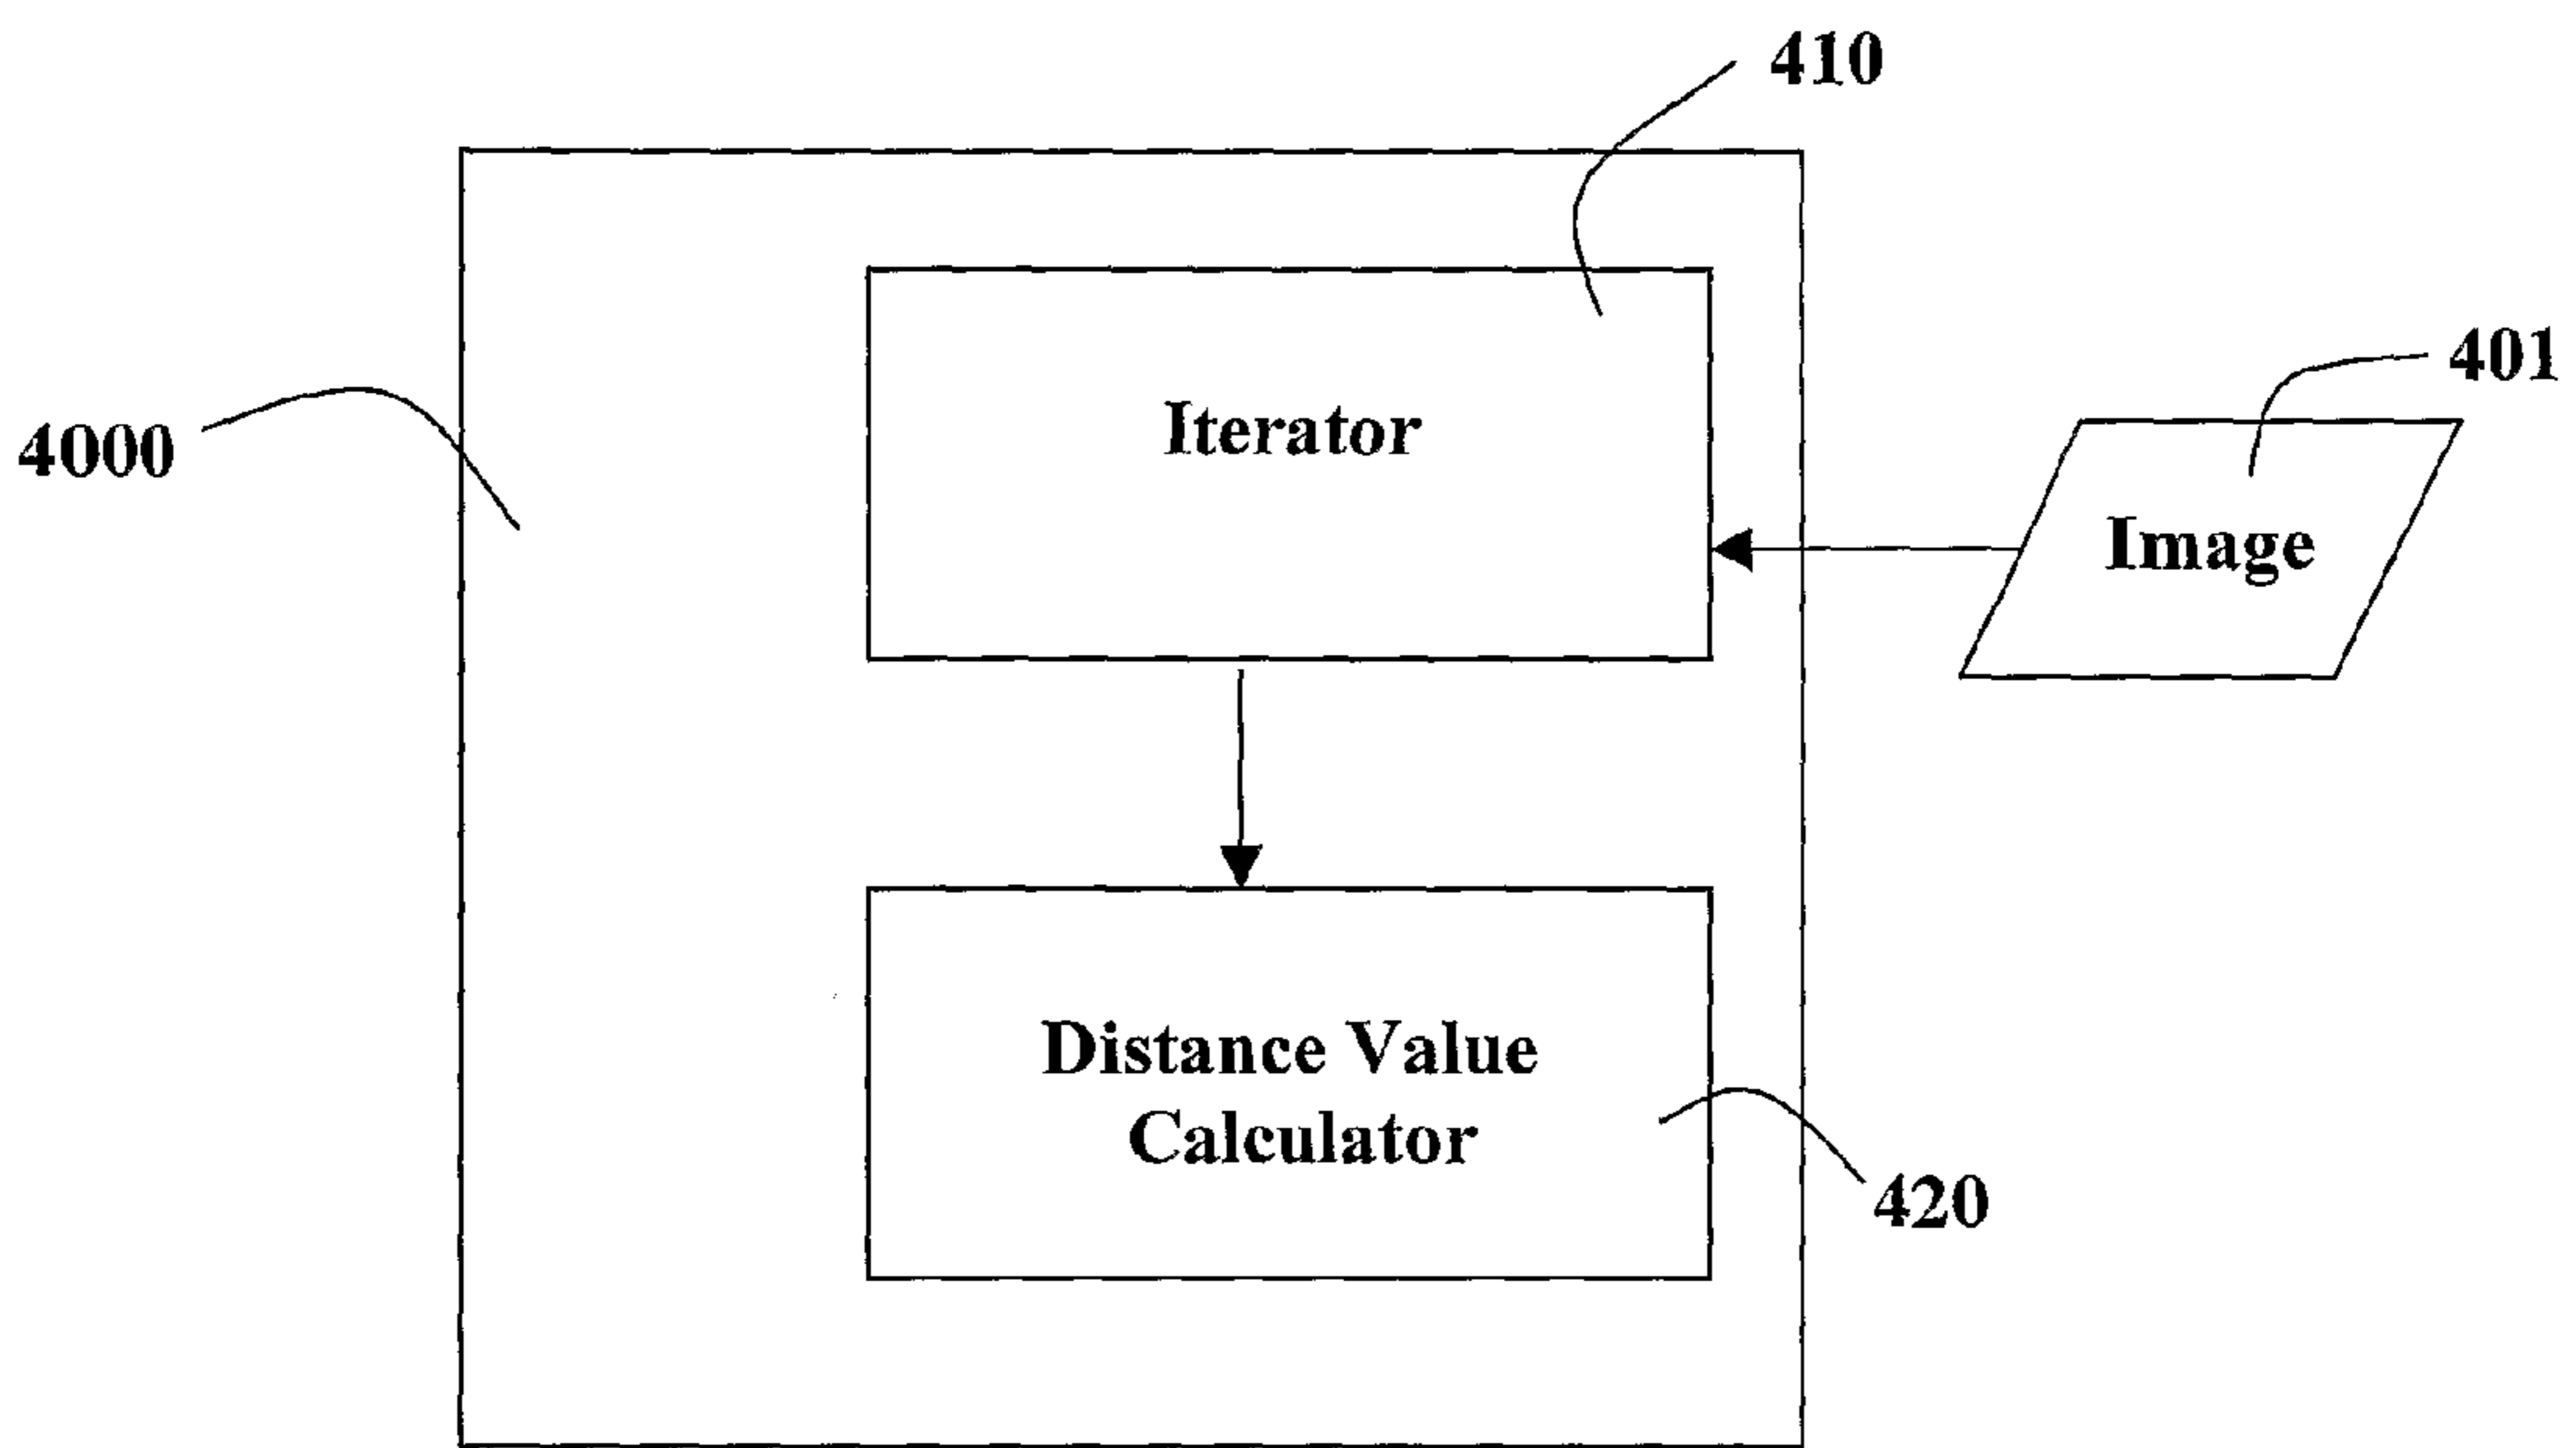 410
401
Iterator
4000
Image
Distance Value
Calculator
420